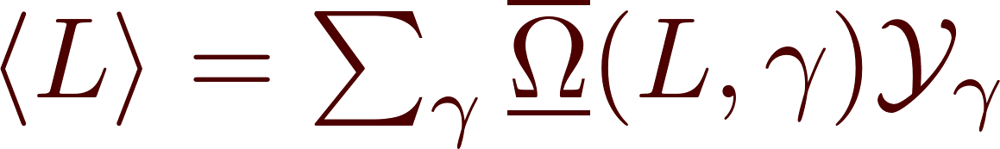 ⟨L⟩ = ∑_γ \overline{\underline{Ω}}(L, γ)𝒴_γ